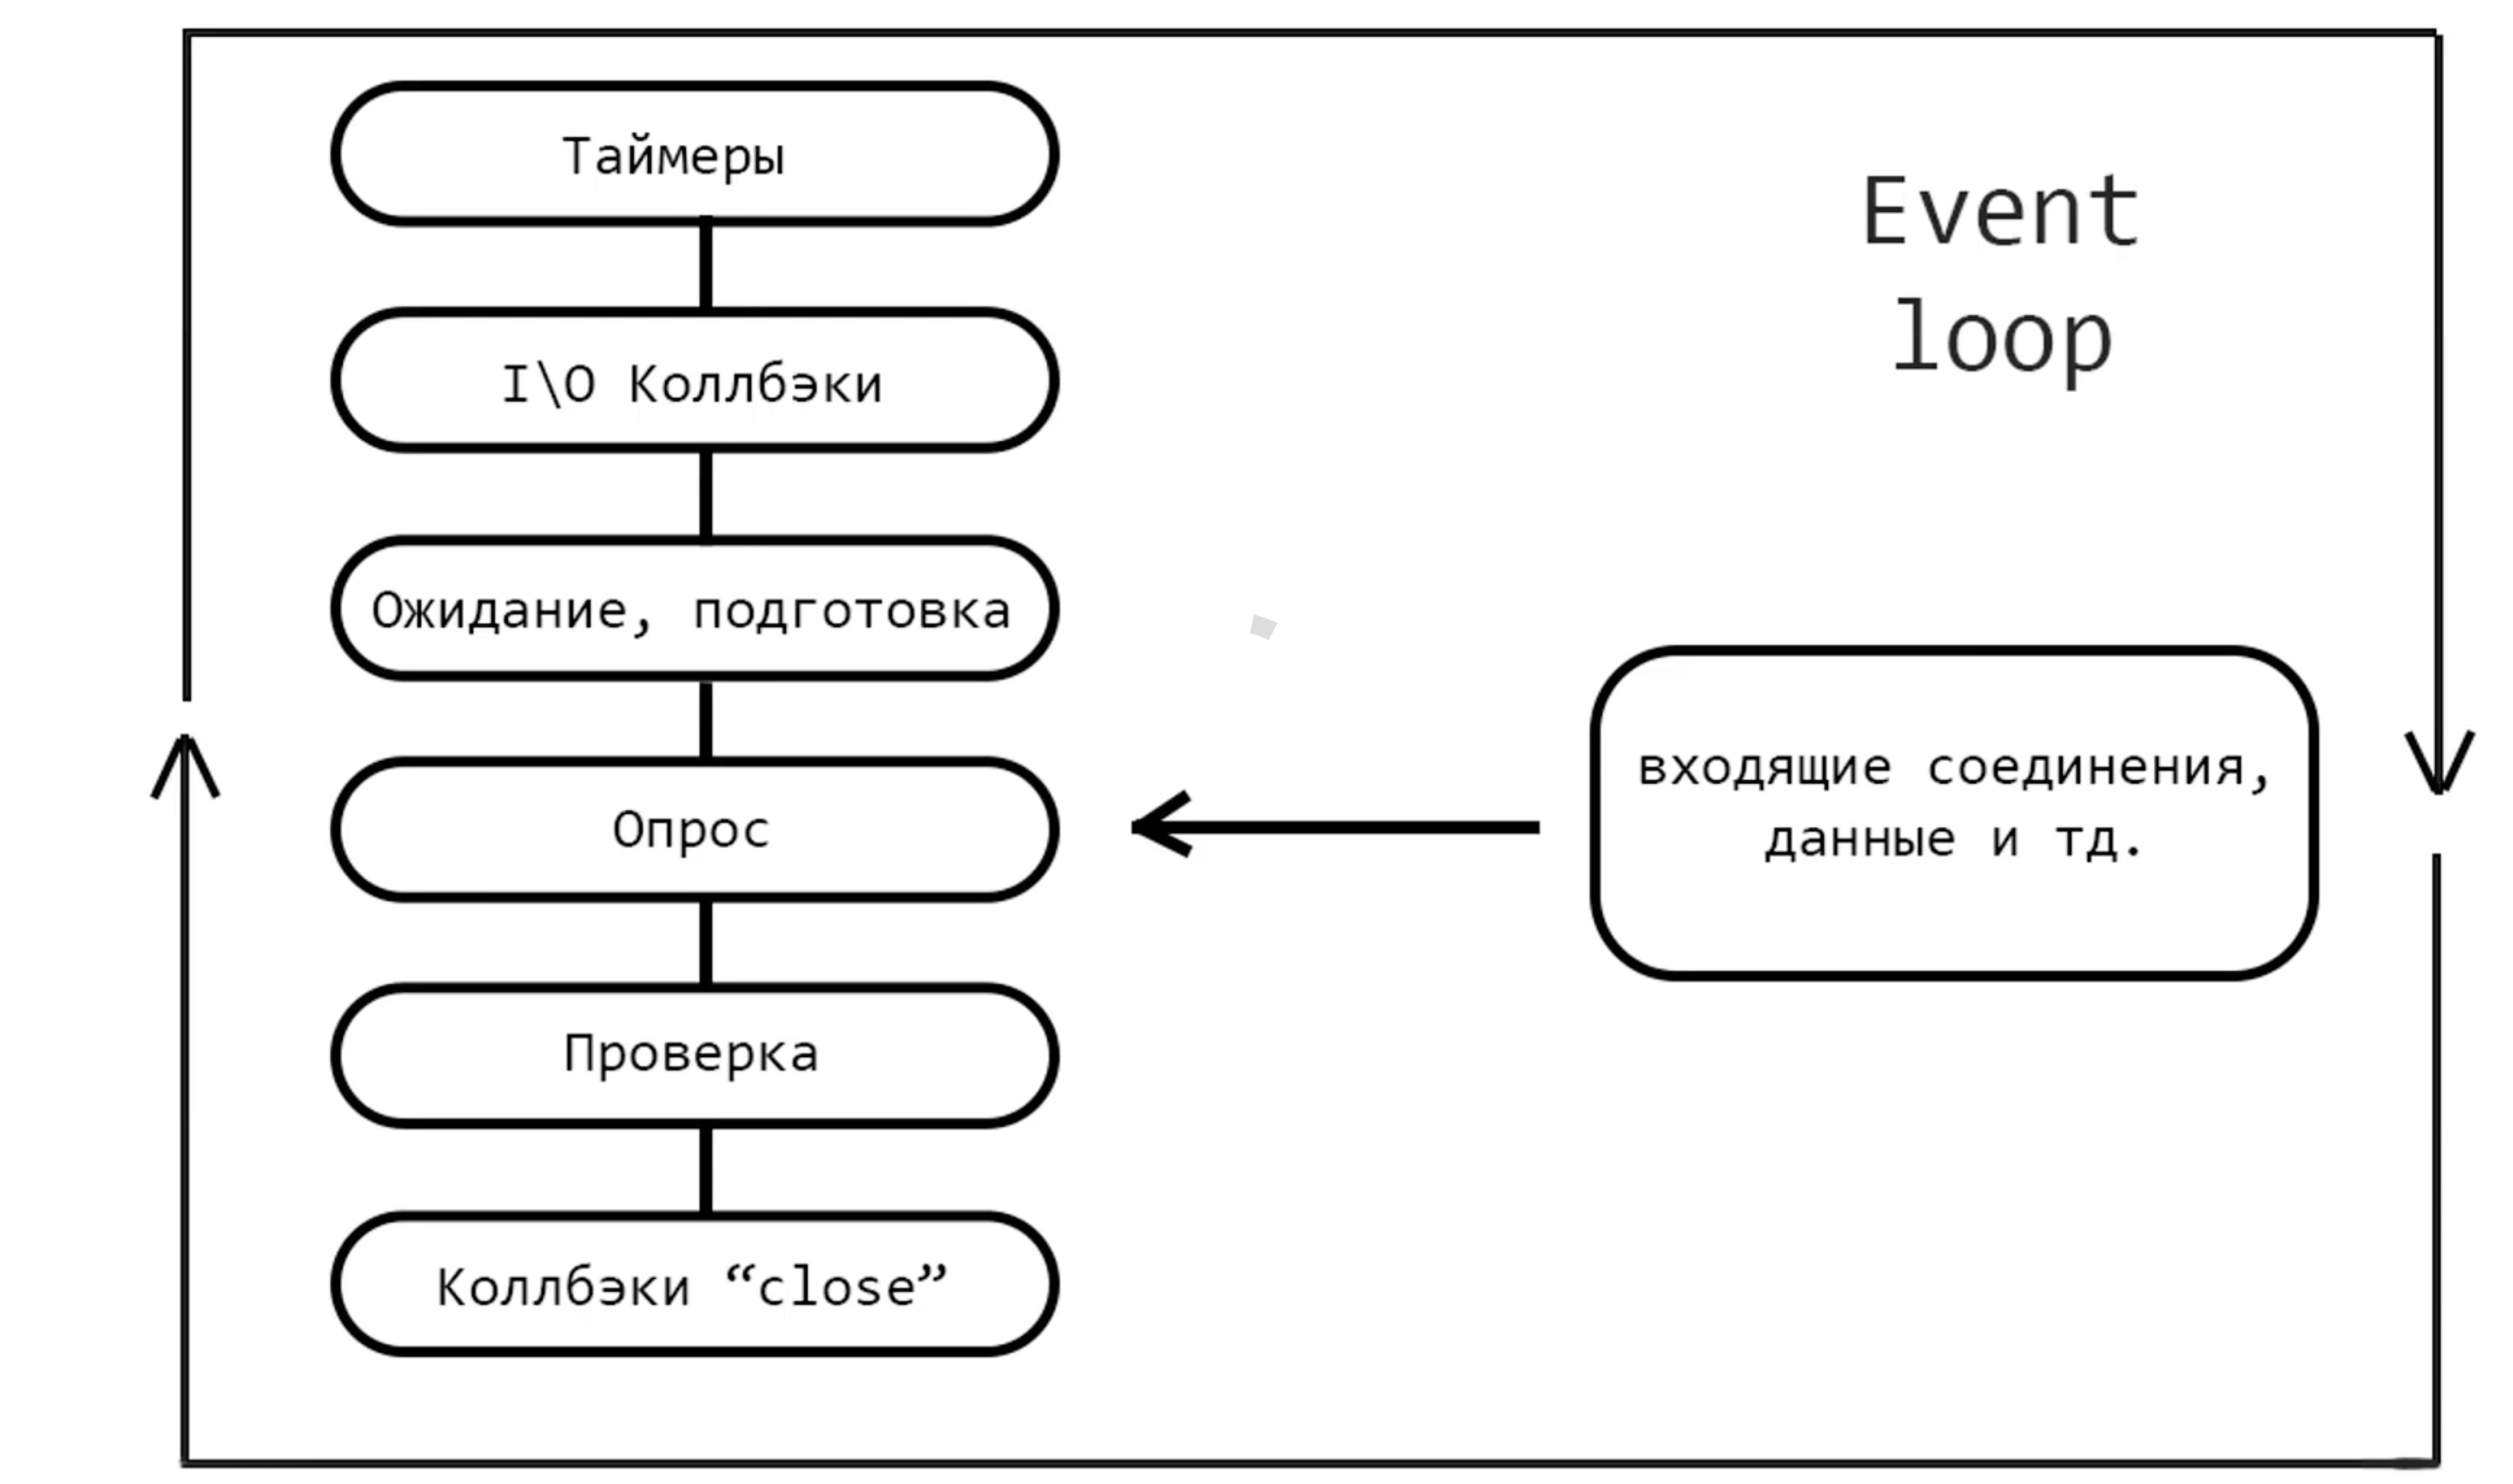 Таймеры
Event
loop
I\O Коллбэки
Ожидание, подготовка
входящие соединения,
данные и тд.
Опрос
Проверка
Коллбэки “close”